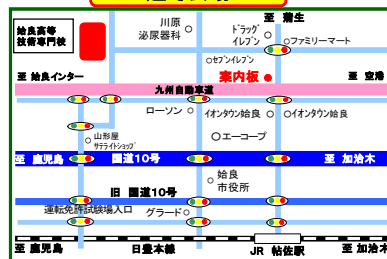 至 蒲生
姶良高等
技術専門校
川原
泌尿器科
ドラッグ
イレブン
ファミリーマート
セブンイレブン
案内板
至 姶良インター
至 空港
九州自動車道
ローソン
イオンタウン姶良
イオンタウン姶良
山形屋
サテライトショップ
エーコープ
至 鹿児島
国道10号
至 加治木
姶良
市役所
旧 国道10号
運転免許試験場入口
グラード
至 鹿児島
日豊本線
JR 帖佐駅
至 加治木